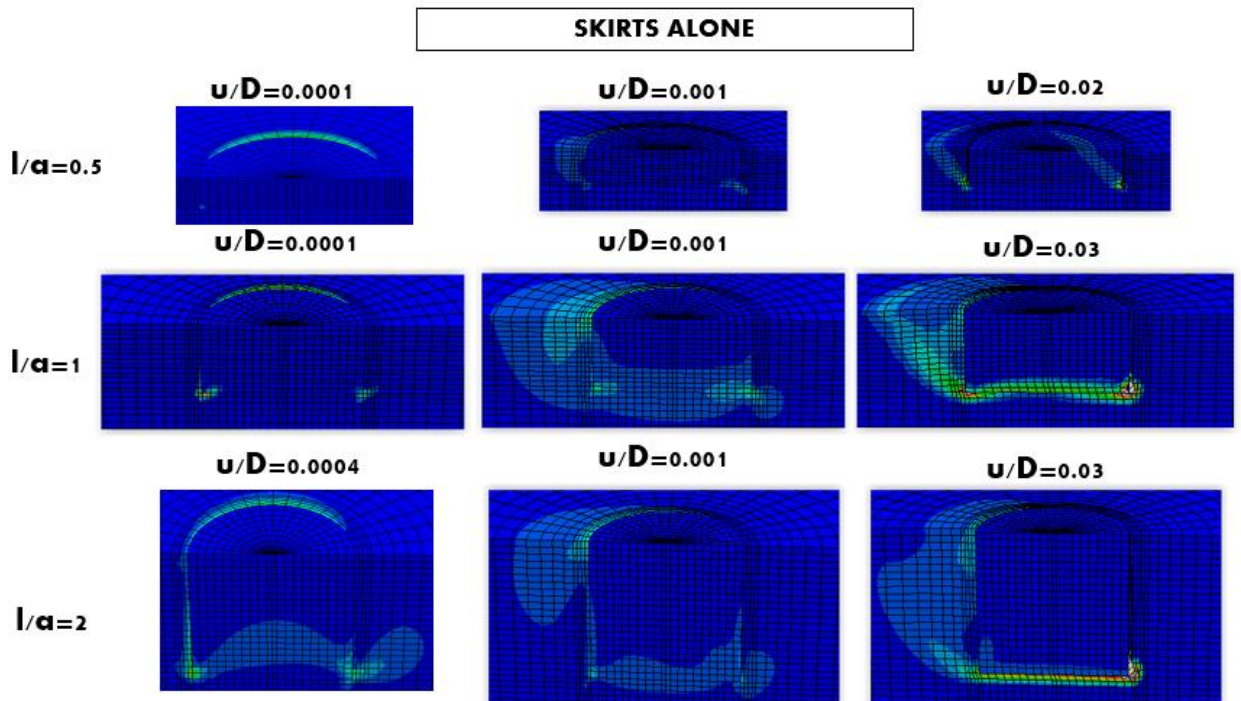 SKIRTS ALONE
u/D=0.0001 u/D=0.001 u/D=0.02
l/a=0.5
u/D=0.0001 u/D=0.001 u/D=0.03
l/a=1
u/D=0.0004 u/D=0.001 u/D=0.03
l/a=2